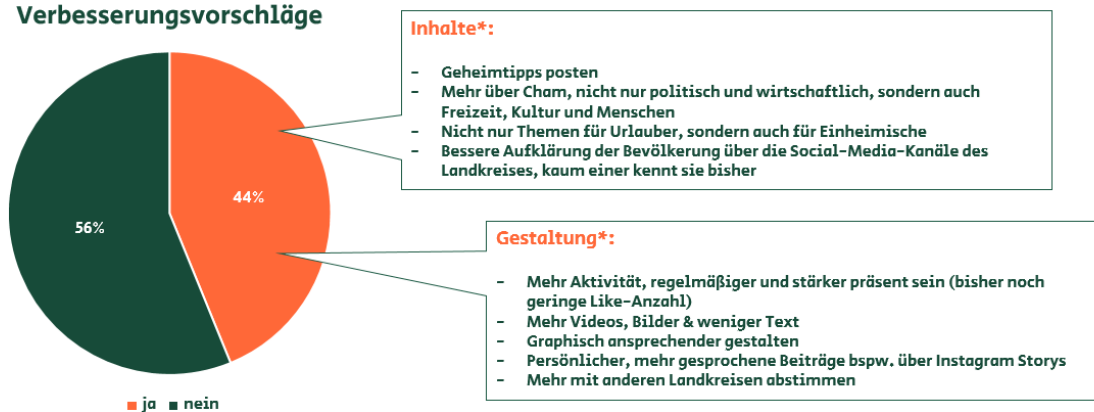 Verbesserungsvorschläge
Inhalte*:
- Geheimtipps posten
- Mehr über Cham, nicht nur politisch und wirtschaftlich, sondern auch
Freizeit, Kultur und Menschen
- Nicht nur Themen für Urlauber, sondern auch für Einheimische
- Bessere Aufklärung der Bevölkerung über die Social-Media-Kanäle des
Landkreises, kaum einer kennt sie bisher
44%
56%
Gestaltung*:
- Mehr Aktivität, regelmäßiger und stärker präsent sein (bisher noch
geringe Like-Anzahl)
- Mehr Videos, Bilder & weniger Text
- Graphisch ansprechender gestalten
- Persönlicher, mehr gesprochene Beiträge bspw. über Instagram Storys
- Mehr mit anderen Landkreisen abstimmen
ja nein